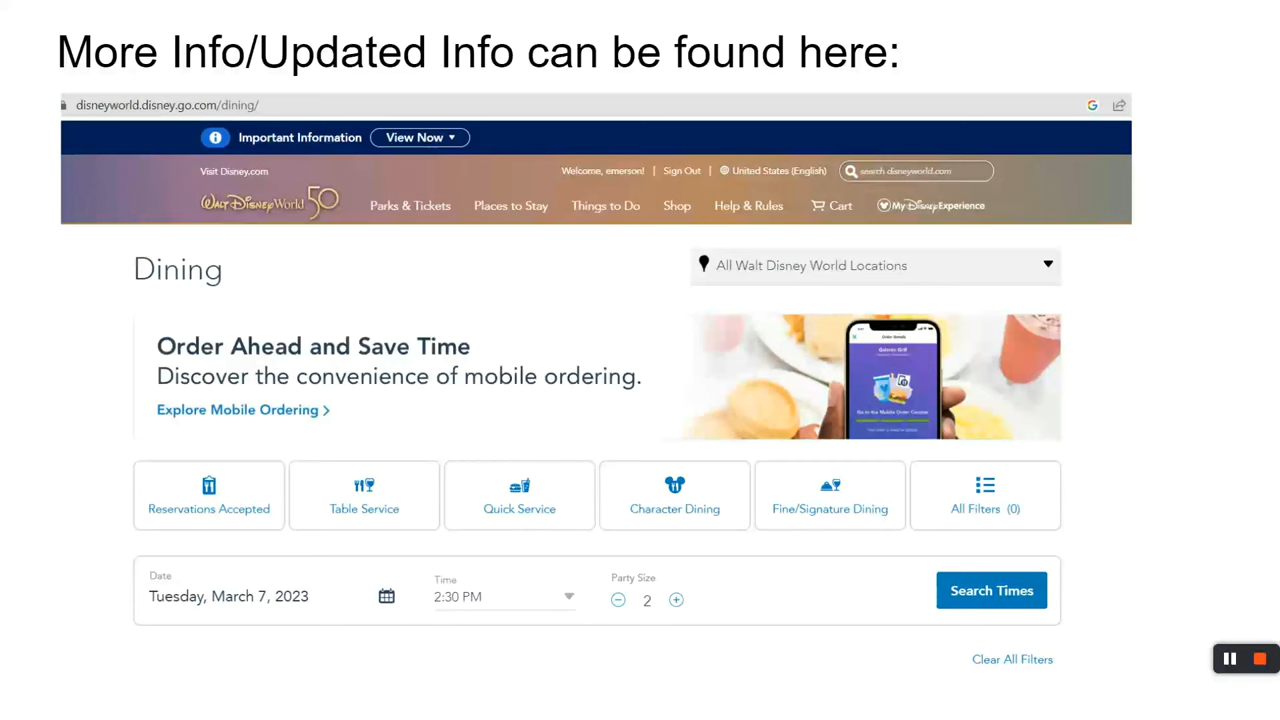 More Info/Updated Info can be found here:
disneyworld.disney.go.com/dining/
Important Information View Now
Visit Disney.com Welcome, emerson! | Sign Out | United States (English) search disneyworld.com
Walt Disney World 50 Parks & Tickets Places to Stay Things to Do Shop Help & Rules Cart My Disney Experience
Dining All Walt Disney World Locations
Order Ahead and Save Time
Discover the convenience of mobile ordering.
Explore Mobile Ordering >
Reservations Accepted Table Service Quick Service Character Dining Fine/Signature Dining All Filters (0)
Date Time Party Size
Tuesday, March 7, 2023 2:30 PM 2 Search Times
Clear All Filters